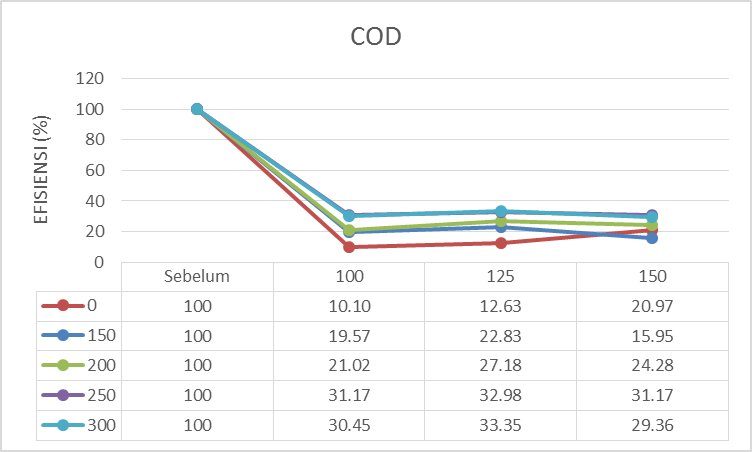 COD
EFISIENSI (%)
120
100
80
60
40
20
0
Sebelum 100 125 150
0 100 10.10 12.63 20.97
150 100 19.57 22.83 15.95
200 100 21.02 27.18 24.28
250 100 31.17 32.98 31.17
300 100 30.45 33.35 29.36